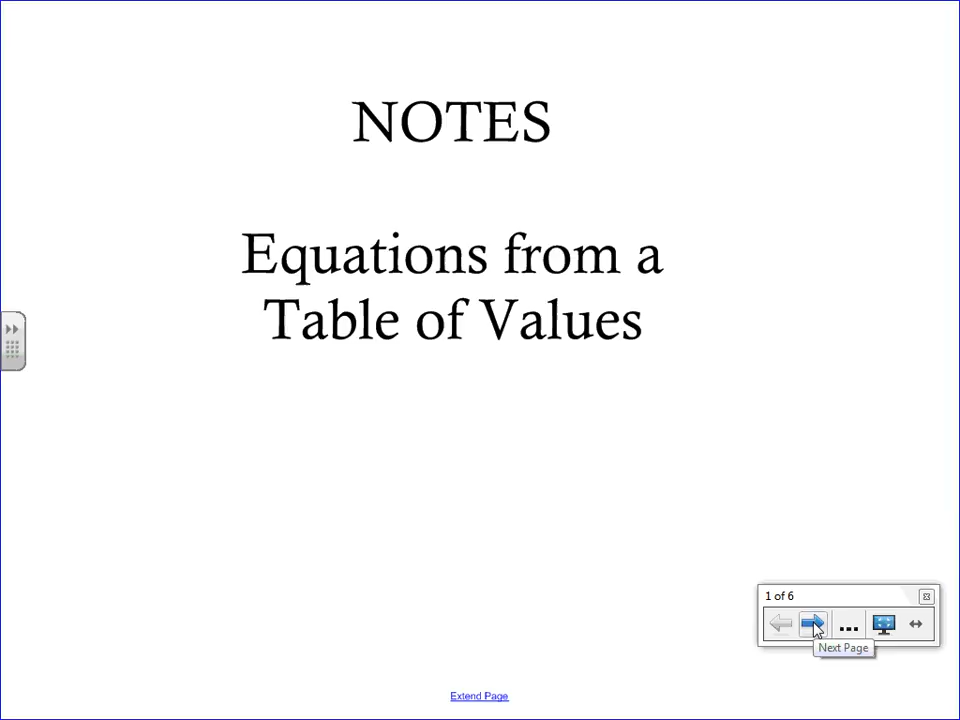 NOTES
Equations from a
Table of Values
1 of 6
...
Next Page
Extend Page